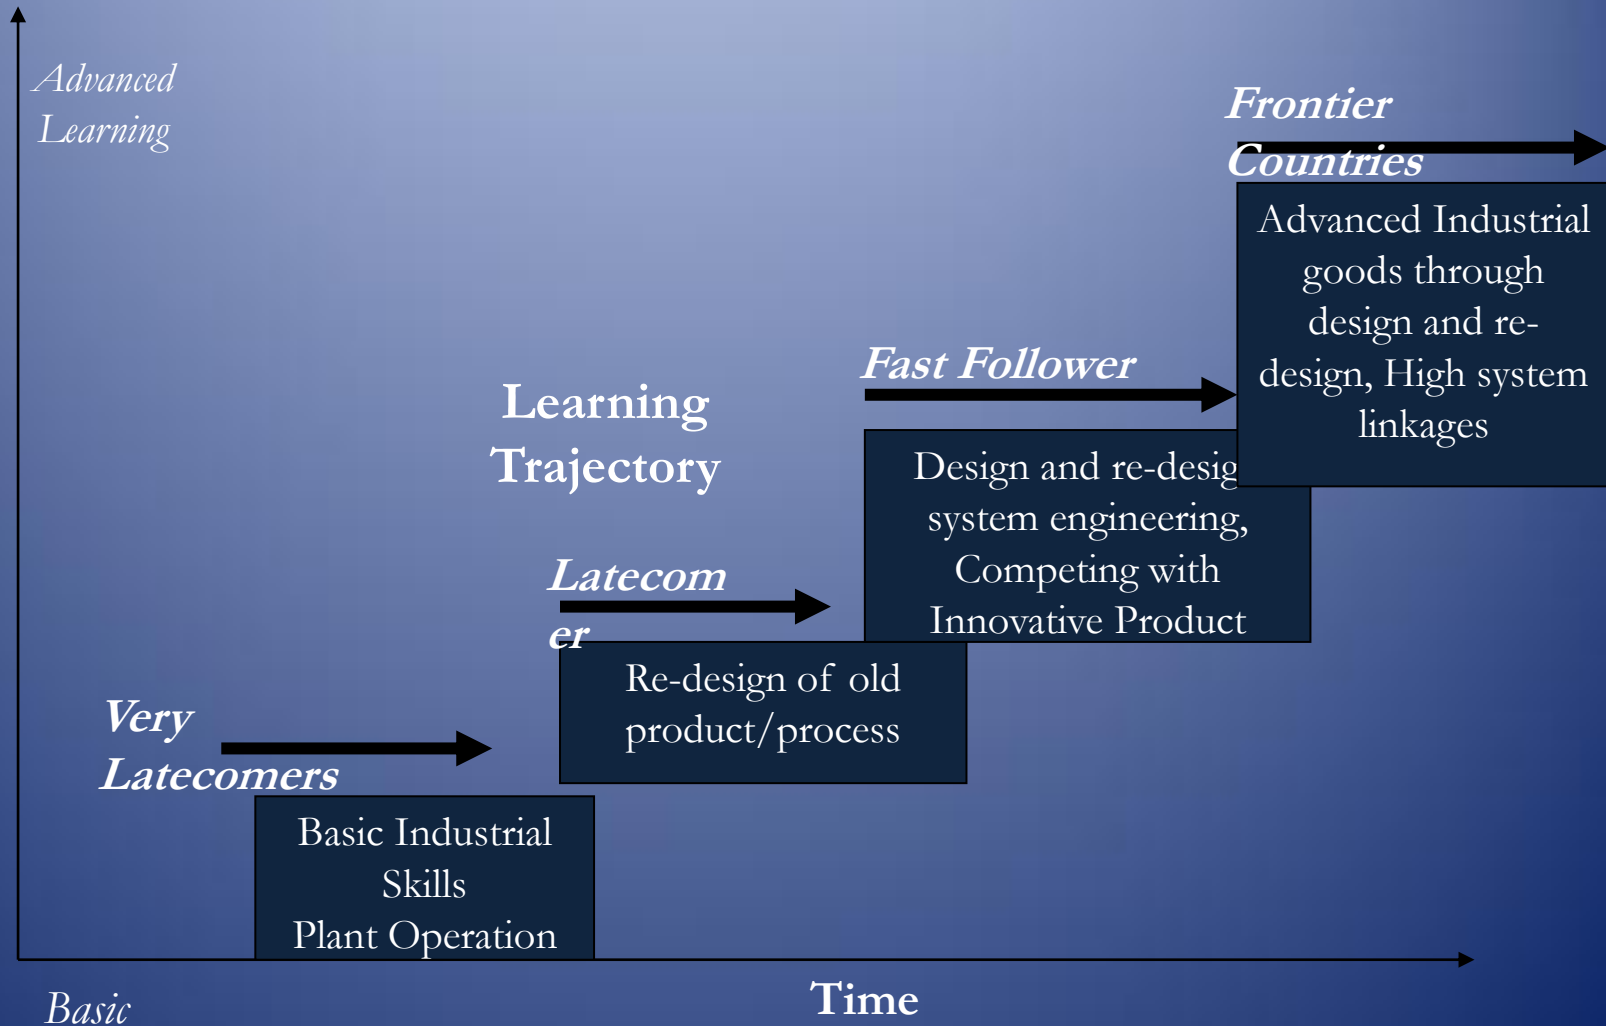 Advanced
Learning
Frontier
Countries
Advanced Industrial
goods through
design and re-
design, High system
linkages
Fast Follower
Learning
Trajectory
Design and re-desig
system engineering,
Competing with
Innovative Product
Latecom
er
Re-design of old
product/process
Very
Latecomers
Basic Industrial
Skills
Plant Operation
Time
Basic